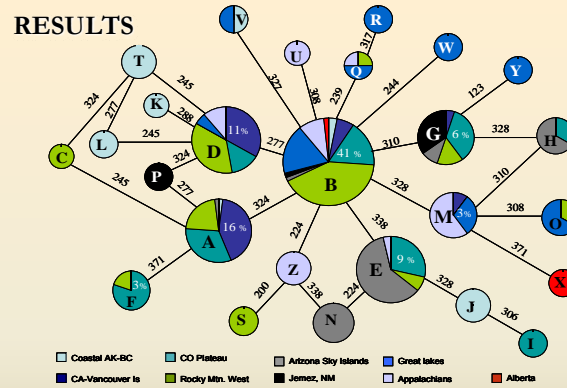 RESULTS
V
R
W
U
Y
T
Q
317
327
308
239
244
123
245
324
277
K
288
11%
G
6%
328
H
L
245
D
277
41%
310
310
C
P
324
B
328
245
277
324
M
3%
308
O
A
16%
224
338
371
371
Z
E
9%
X
3%
F
200
338
224
328
J
S
N
306
I
Coastal AK-BC
CO Plateau
Arizona Sky Islands
Great lakes
CA-Vancouver Is
Rocky Mtn. West
Jemez, NM
Appalachians
Alberta